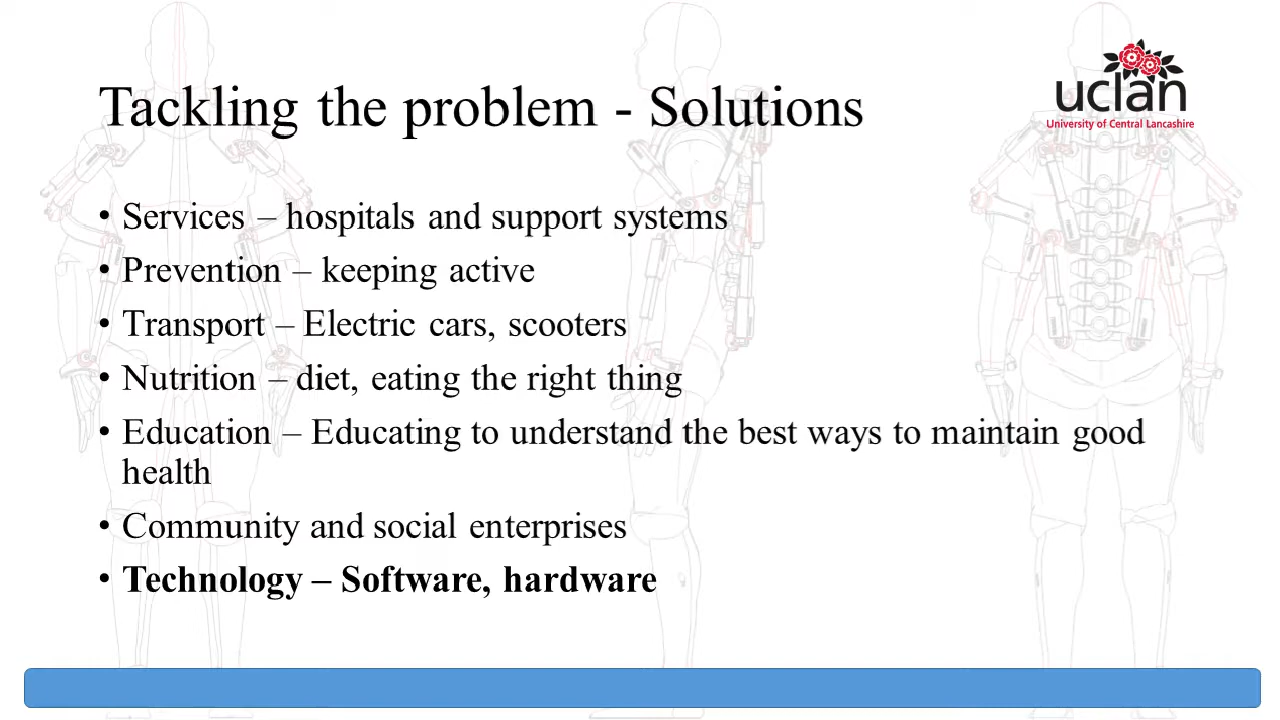 Tackling the problem - Solutions
uclan
University of Central Lancashire
• Services – hospitals and support systems
• Prevention – keeping active
• Transport – Electric cars, scooters
• Nutrition – diet, eating the right thing
• Education – Educating to understand the best ways to maintain good
health
• Community and social enterprises
• Technology – Software, hardware